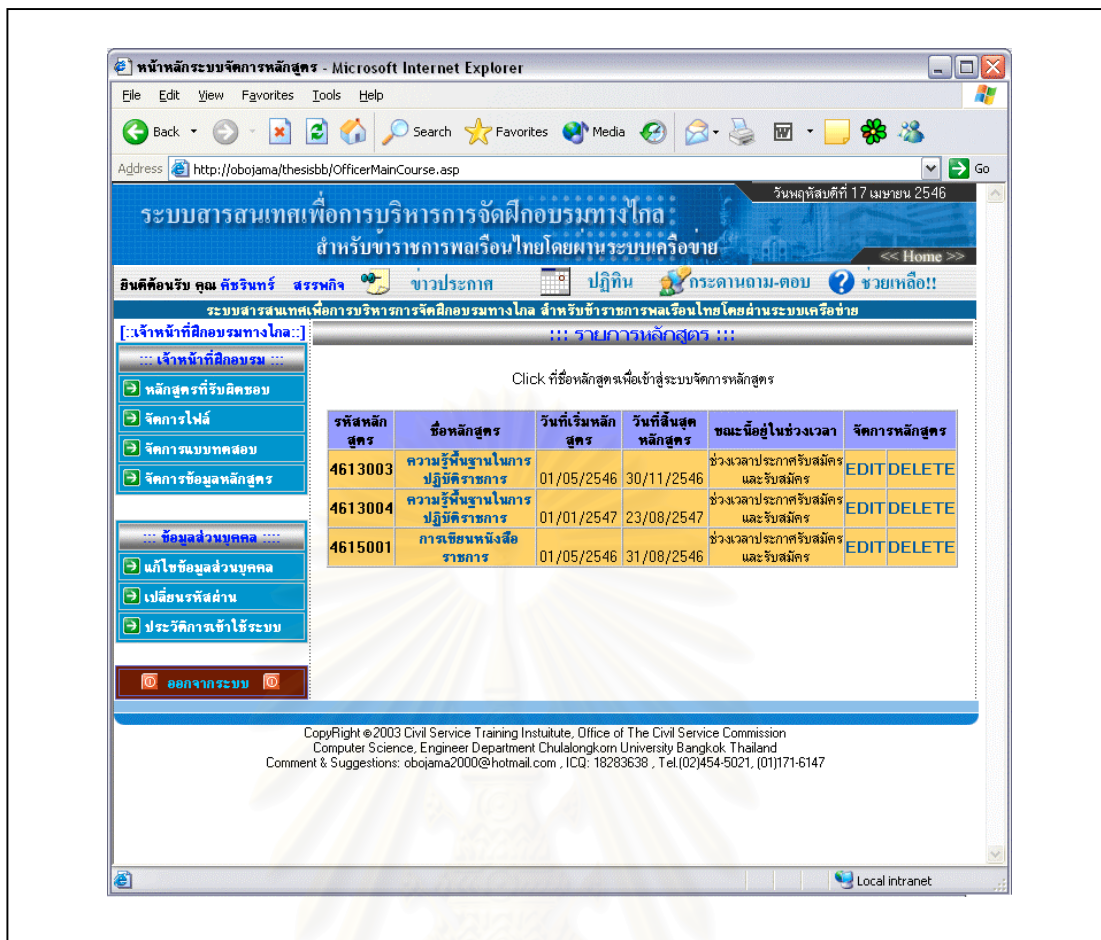 หน้าหลักระบบจัดการหลักสูตร - Microsoft Internet Explorer
File Edit View Favorites Tools Help
Back Search Favorites Media
Address http://obojama/thesisbb/OfficerMainCourse.asp Go
วันพฤหัสบดีที่ 17 เมษายน 2546
ระบบสารสนเทศเพื่อการบริหารการจัดฝึกอบรมทางไกล
สำหรับข้าราชการพลเรือนไทยโดยผ่านระบบเครือข่าย
<< Home >>
ยินดีต้อนรับ คุณ คัชรินทร์ สรรพกิจ ข่าวประกาศ ปฏิทิน กระดานถาม-ตอบ ช่วยเหลือ!!
ระบบสารสนเทศเพื่อการบริหารการจัดฝึกอบรมทางไกล สำหรับข้าราชการพลเรือนไทยโดยผ่านระบบเครือข่าย
[::เจ้าหน้าที่ฝึกอบรมทางไกล::]
::: เจ้าหน้าที่ฝึกอบรม :::
หลักสูตรที่รับผิดชอบ
จัดการไฟล์
จัดการแบบทดสอบ
จัดการข้อมูลหลักสูตร
::: ข้อมูลส่วนบุคคล ::::
แก้ไขข้อมูลส่วนบุคคล
เปลี่ยนรหัสผ่าน
ประวัติการเข้าใช้ระบบ
ออกจากระบบ
::: รายการหลักสูตร :::
Click ที่ชื่อหลักสูตรเพื่อเข้าสู่ระบบจัดการหลักสูตร
รหัสหลักสูตร ชื่อหลักสูตร วันที่เริ่มหลักสูตร วันที่สิ้นสุดหลักสูตร ขณะนี้อยู่ในช่วงเวลา จัดการหลักสูตร
4613003 ความรู้พื้นฐานในการปฏิบัติราชการ 01/05/2546 30/11/2546 ช่วงเวลาประกาศรับสมัครและรับสมัคร EDIT DELETE
4613004 ความรู้พื้นฐานในการปฏิบัติราชการ 01/01/2547 23/08/2547 ช่วงเวลาประกาศรับสมัครและรับสมัคร EDIT DELETE
4615001 การเขียนหนังสือราชการ 01/05/2546 31/08/2546 ช่วงเวลาประกาศรับสมัครและรับสมัคร EDIT DELETE
CopyRight ©2003 Civil Service Training Instuitute, Office of The Civil Service Commission
Computer Science, Engineer Department Chulalongkorn University Bangkok Thailand
Comment & Suggestions: obojama2000@hotmail.com , ICQ: 18283638 , Tel.(02)454-5021, (01)171-6147
Local intranet